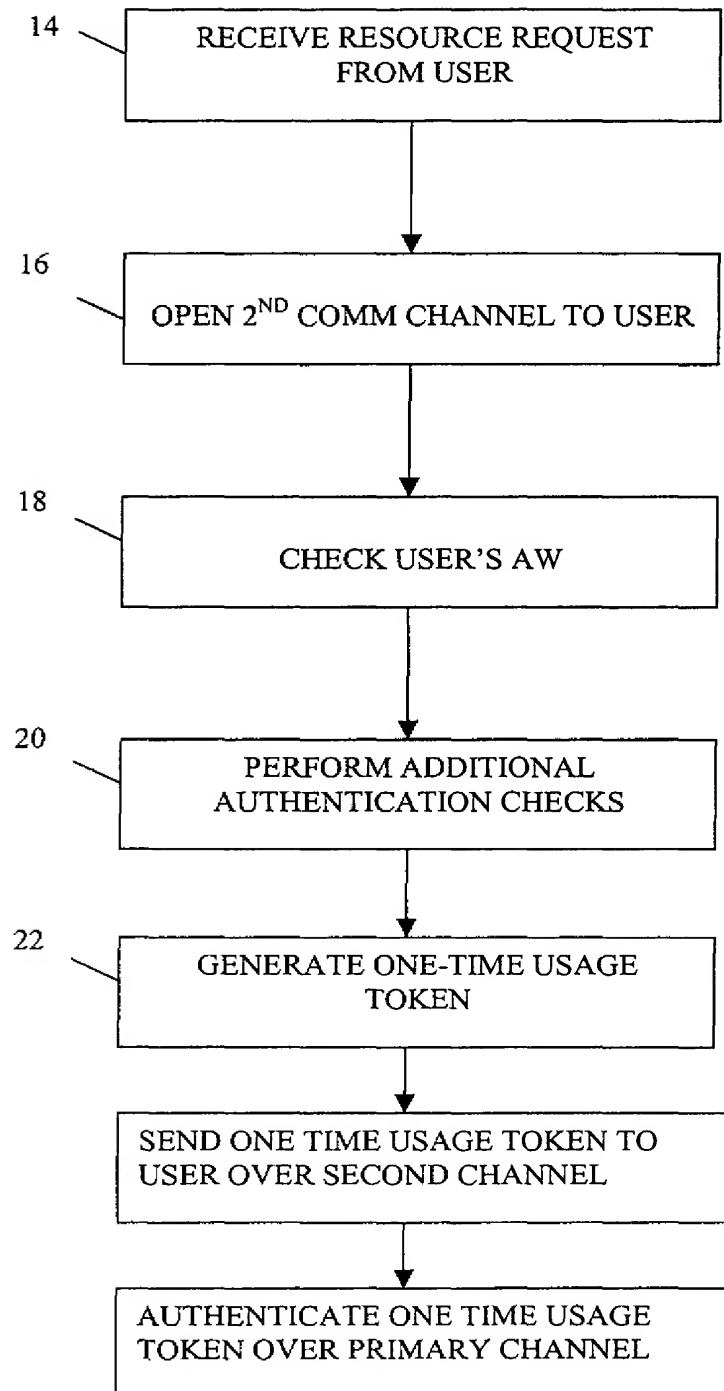 14
RECEIVE RESOURCE REQUEST
FROM USER
16
OPEN 2ND COMM CHANNEL TO USER
18
CHECK USER'S AW
20
PERFORM ADDITIONAL
AUTHENTICATION CHECKS
22
GENERATE ONE-TIME USAGE
TOKEN
SEND ONE TIME USAGE TOKEN TO
USER OVER SECOND CHANNEL
AUTHENTICATE ONE TIME USAGE
TOKEN OVER PRIMARY CHANNEL